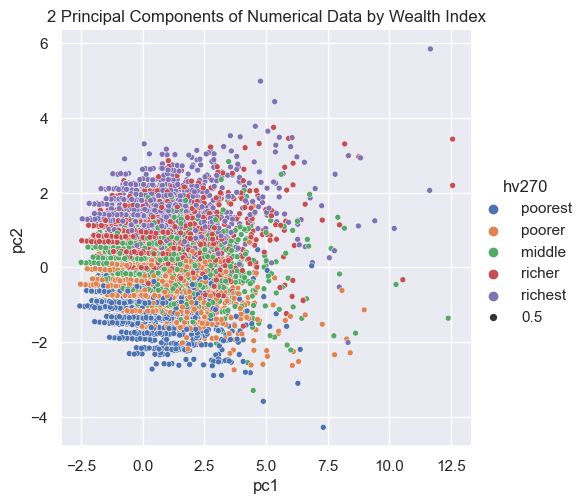 2 Principal Components of Numerical Data by Wealth Index
6
4
2
0
−2
−4
pc2
−2.5 0.0 2.5 5.0 7.5 10.0 12.5
pc1
hv270
poorest
poorer
middle
richer
richest
0.5